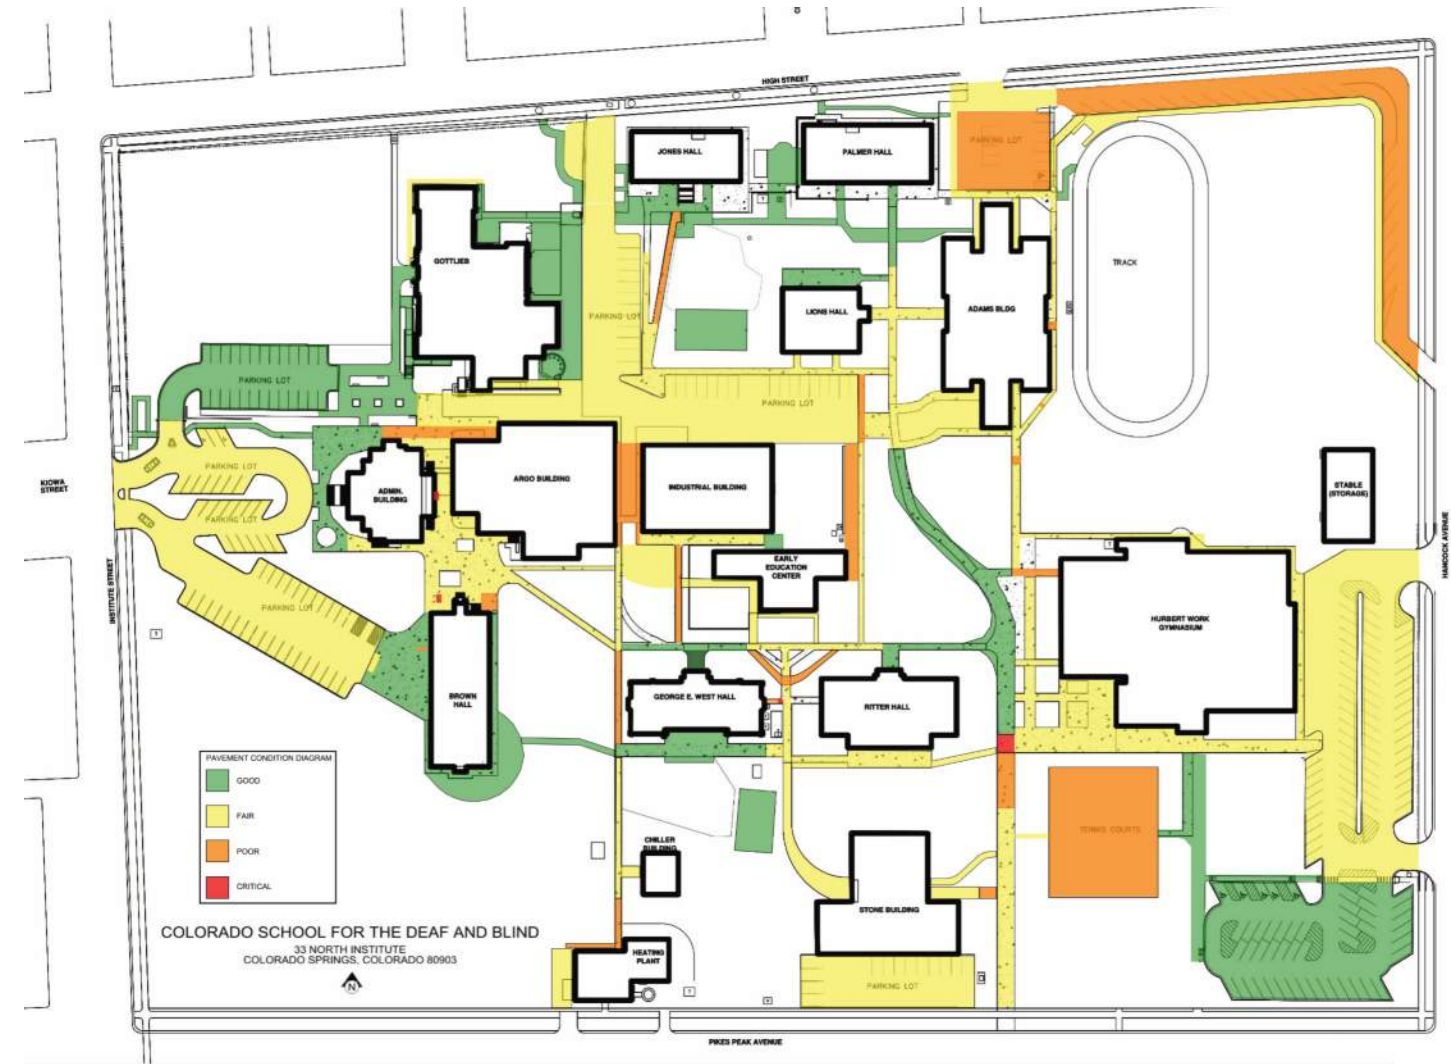 HIGH STREET
JONES HALL
PALMER HALL
PARKING LOT
GOTTLIEB
TRACK
PARKING LOT
LIONS HALL
ADAMS BLDG
PARKING LOT
PARKING LOT
PARKING LOT
ADMIN.
BUILDING
ARGO BUILDING
INDUSTRIAL BUILDING
STABLE
(STORAGE)
KIOWA
STREET
PARKING LOT
HANCOCK AVENUE
EARLY
EDUCATION
CENTER
INSTITUTE STREET
PARKING LOT
HURBERT WORK
GYMNASIUM
BROWN
HALL
GEORGE E. WEST HALL
RITTER HALL
PAVEMENT CONDITION DIAGRAM
GOOD
FAIR
POOR
CRITICAL
TENNIS COURTS
CHILLER
BUILDING
STONE BUILDING
COLORADO SCHOOL FOR THE DEAF AND BLIND
33 NORTH INSTITUTE
COLORADO SPRINGS, COLORADO 80903
N
HEATING
PLANT
PARKING LOT
PIKES PEAK AVENUE